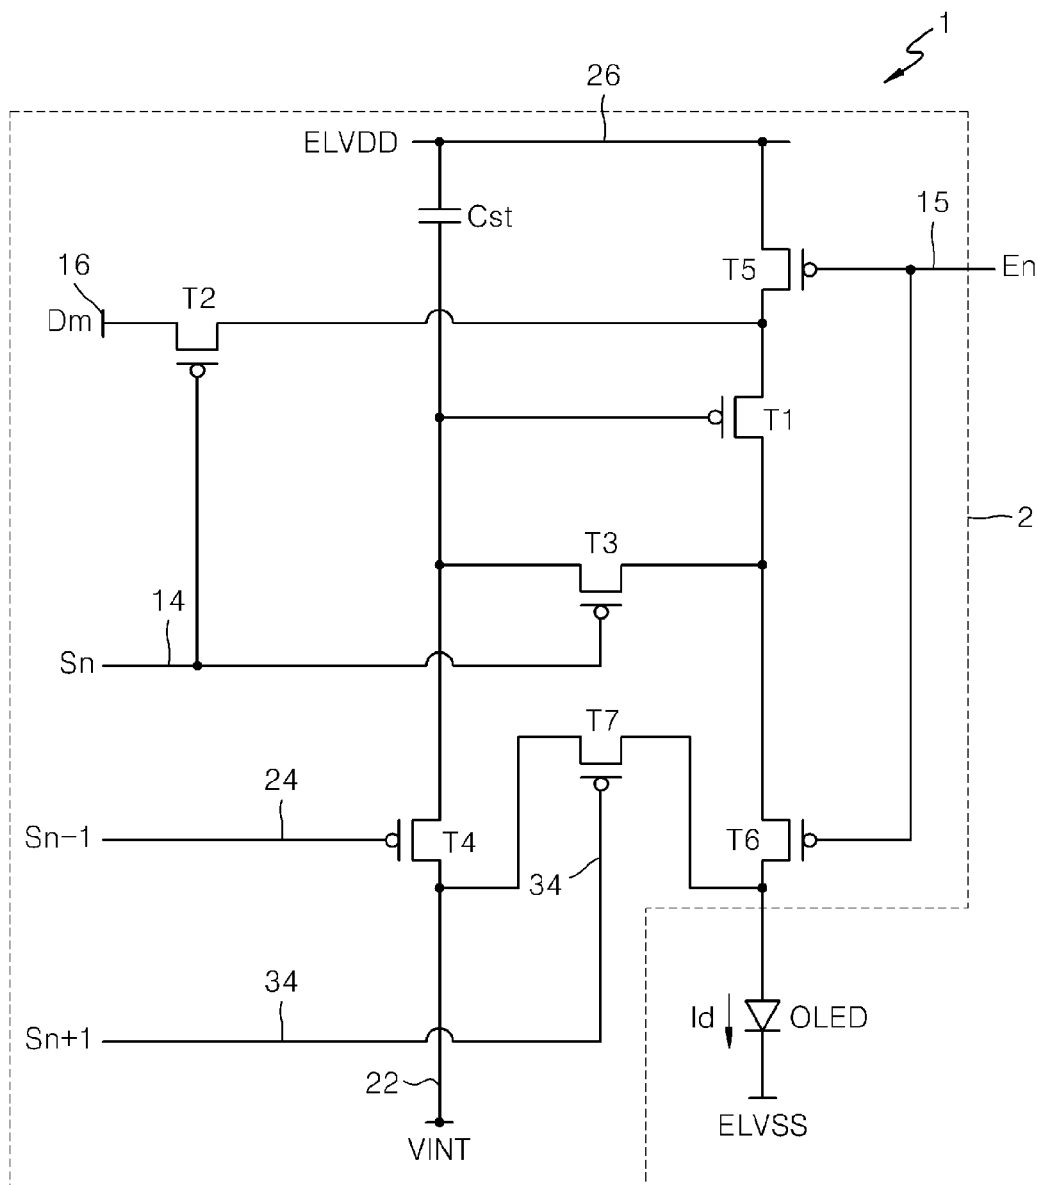 1
26
ELVDD
Cst
15
16
T2
T5
En
Dm
T1
2
T3
14
Sn
T7
24
Sn-1
T4
T6
34
34
Id
OLED
Sn+1
22
ELVSS
VINT